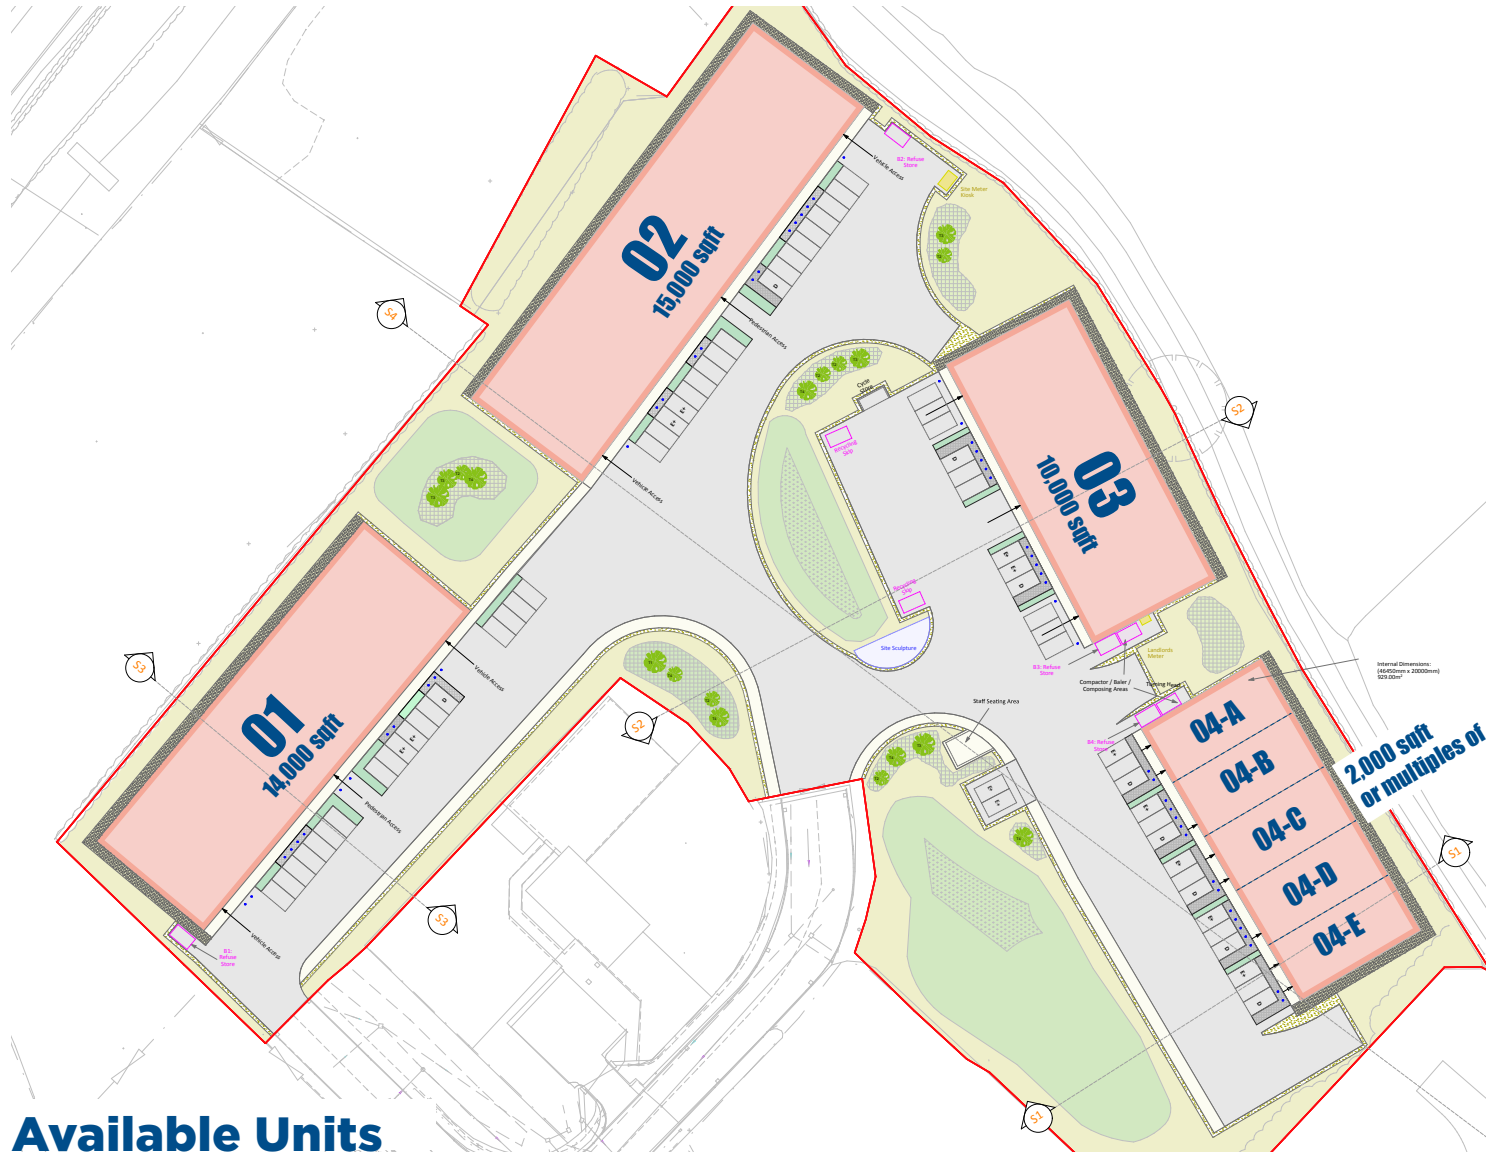 B2: Refuse
Store
Vehicle Access
Site Meter
Kiosk
02
15,000 sqft
S4
Pedestrian Access
Cycle
Store
S2
Recycling
Skip
03
10,000 sqft
Vehicle Access
Recycling
Skip
Site Sculpture
S3
Vehicle Access
01
14,000 sqft
Landlords
Meter
B3: Refuse
Store
Compactor / Baler /
Composing Areas
Turning Head
Internal Dimensions:
(46450mm x 20000mm)
929.00m²
Staff Seating Area
S2
B4: Refuse
Store
04-A
04-B
04-C
04-D
04-E
2,000 sqft
or multiples of
Pedestrian Access
S1
S3
Vehicle Access
B1:
Refuse
Store
S1
Available Units